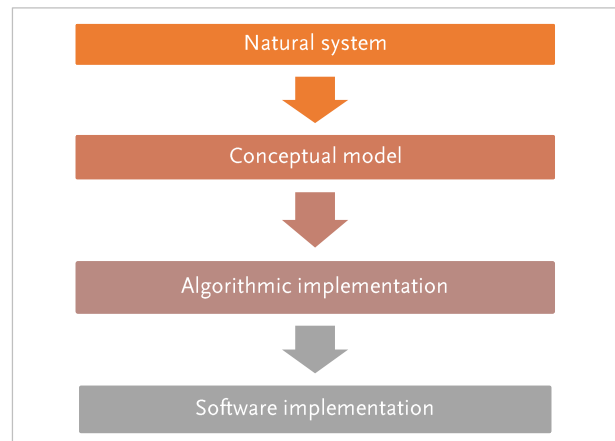 Natural system
Conceptual model
Algorithmic implementation
Software implementation